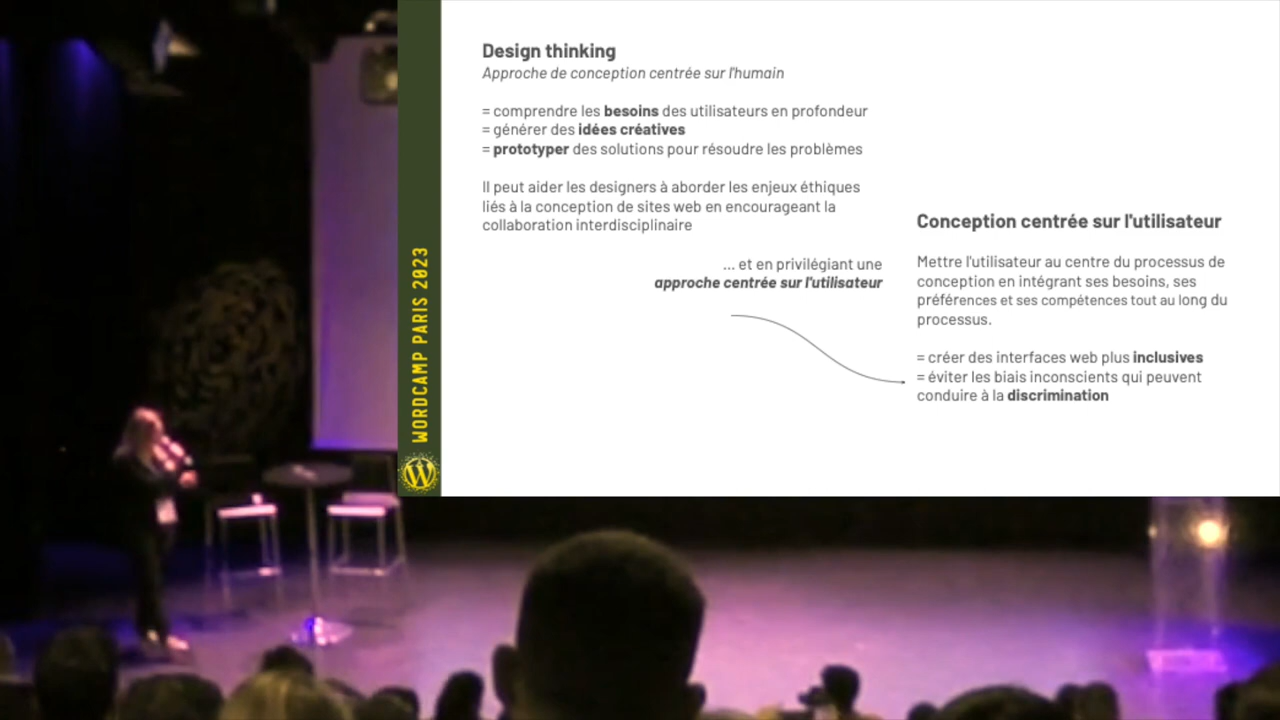 Design thinking
Approche de conception centrée sur l'humain
= comprendre les besoins des utilisateurs en profondeur
= générer des idées créatives
= prototyper des solutions pour résoudre les problèmes
Il peut aider les designers à aborder les enjeux éthiques
liés à la conception de sites web en encourageant la
collaboration interdisciplinaire
... et en privilégiant une
approche centrée sur l'utilisateur
Conception centrée sur l'utilisateur
Mettre l'utilisateur au centre du processus de
conception en intégrant ses besoins, ses
préférences et ses compétences tout au long du
processus.
= créer des interfaces web plus inclusives
= éviter les biais inconscients qui peuvent
conduire à la discrimination
WORDCAMP PARIS 2023
W